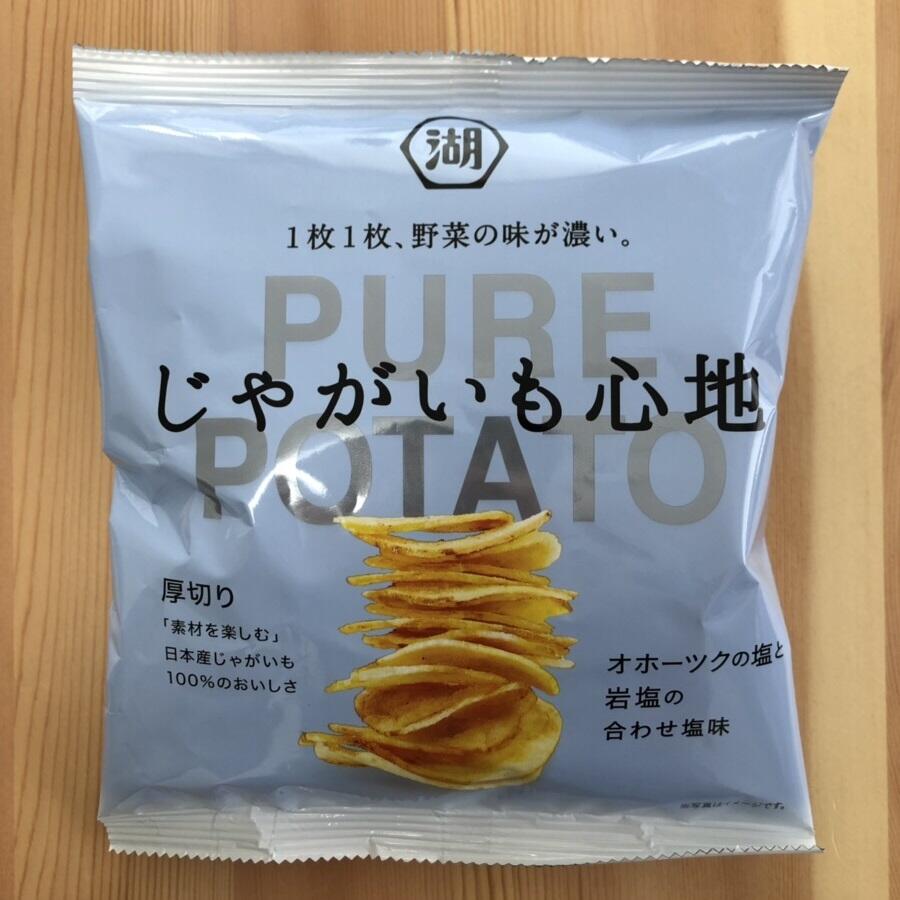 湖
1枚1枚、野菜の味が濃い。
PURE
じゃがいも心地
POTATO
厚切り
「素材を楽しむ」
日本産じゃがいも
100%のおいしさ
オホーツクの塩と
岩塩の
合わせ塩味